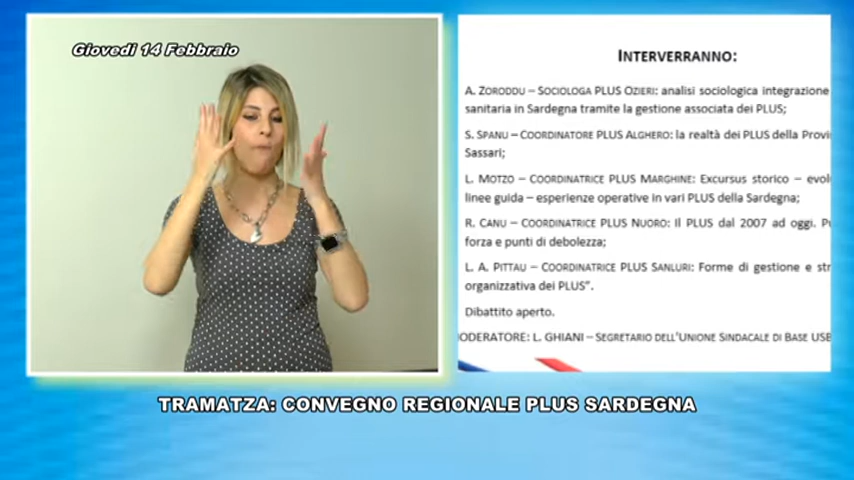 Giovedì 14 Febbraio
INTERVERRANNO:
A. ZORODDU – SOCIOLOGA PLUS OZIERI: analisi sociologica integrazione
sanitaria in Sardegna tramite la gestione associata dei PLUS;
S. SPANU – COORDINATORE PLUS ALGHERO: la realtà dei PLUS della
Sassari;
L. MOTZO – COORDINATRICE PLUS MARGHINE: Excursus storico –
linee guida – esperienze operative in vari PLUS della Sardegna;
R. CANU – COORDINATRICE PLUS NUORO: Il PLUS dal 2007 ad oggi.
forza e punti di debolezza;
L. A. PITTAU – COORDINATRICE PLUS SANLURI: Forme di gestione e
organizzativa dei PLUS”.
Dibattito aperto.
ODERATORE: L. GHIANI – SEGRETARIO DELL'UNIONE SINDACALE DI BASE USB
TRAMATZA: CONVEGNO REGIONALE PLUS SARDEGNA